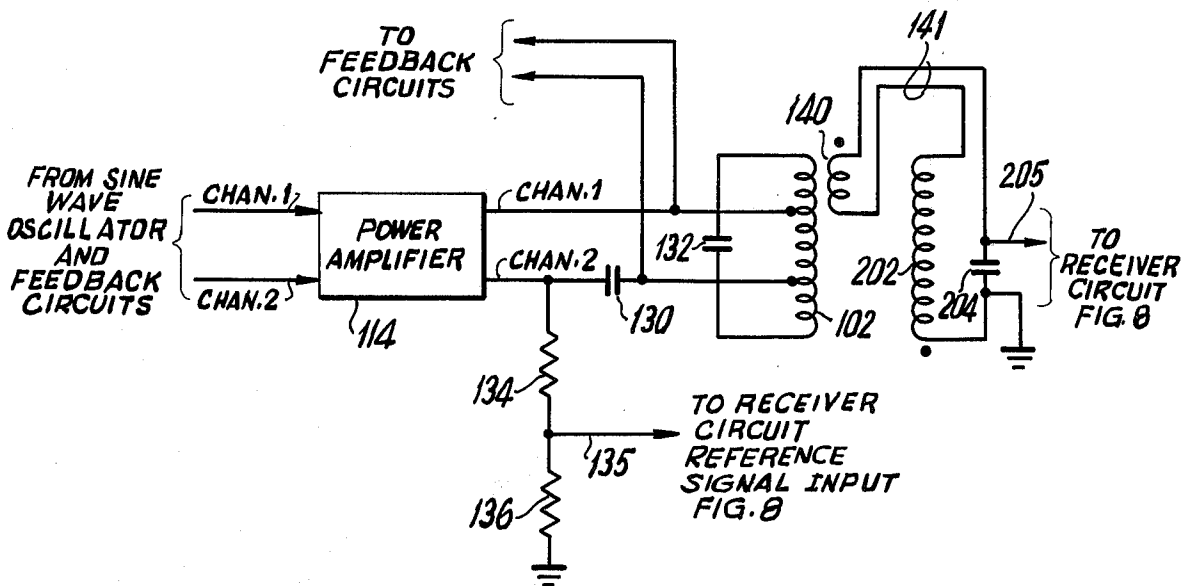 TO
FEEDBACK
CIRCUITS
141
140
FROM SINE
WAVE
OSCILLATOR
AND
FEEDBACK
CIRCUITS
CHAN.1
CHAN.2
POWER
AMPLIFIER
114
CHAN.1
CHAN.2
130
132
102
202
204
205
TO
RECEIVER
CIRCUIT
FIG.8
134
135
136
TO RECEIVER
CIRCUIT
REFERENCE
SIGNAL INPUT
FIG.8